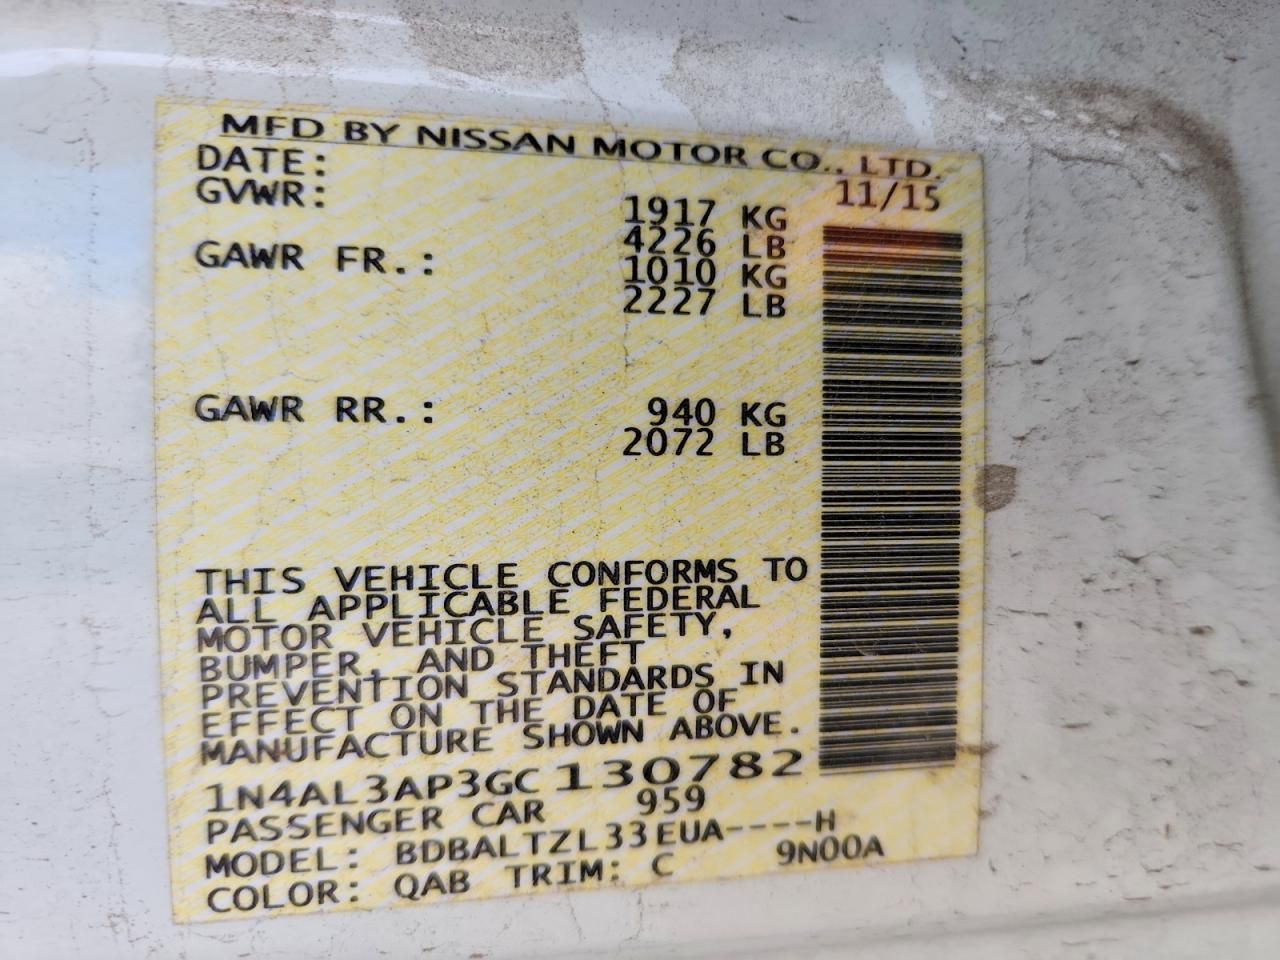 MFD BY NISSAN MOTOR CO., LTD.
DATE: 11/15
GVWR: 1917 KG
4226 LB
GAWR FR.: 1010 KG
2227 LB
GAWR RR.: 940 KG
2072 LB
THIS VEHICLE CONFORMS TO
ALL APPLICABLE FEDERAL
MOTOR VEHICLE SAFETY,
BUMPER, AND THEFT
PREVENTION STANDARDS IN
EFFECT ON THE DATE OF
MANUFACTURE SHOWN ABOVE.
1N4AL3AP3GC130782
PASSENGER CAR 959
MODEL: BDBALTZL33EUA----H
COLOR: QAB TRIM: C 9N00A